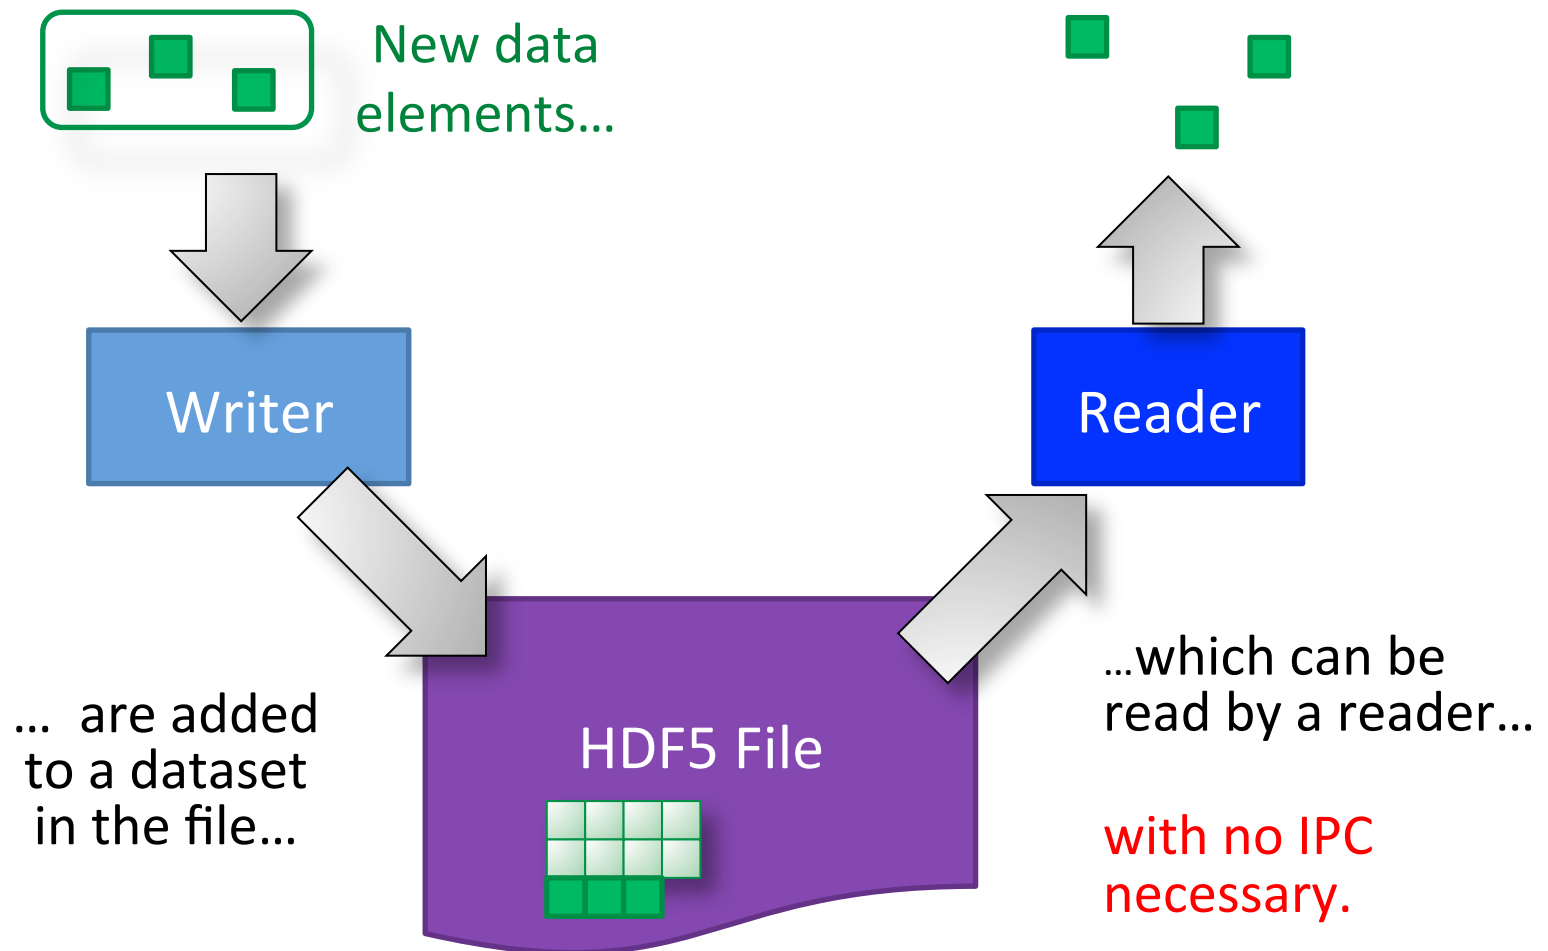 New data
elements…
Writer
Reader
… are added
to a dataset
in the file…
HDF5 File
…which can be
read by a reader…
with no IPC
necessary.